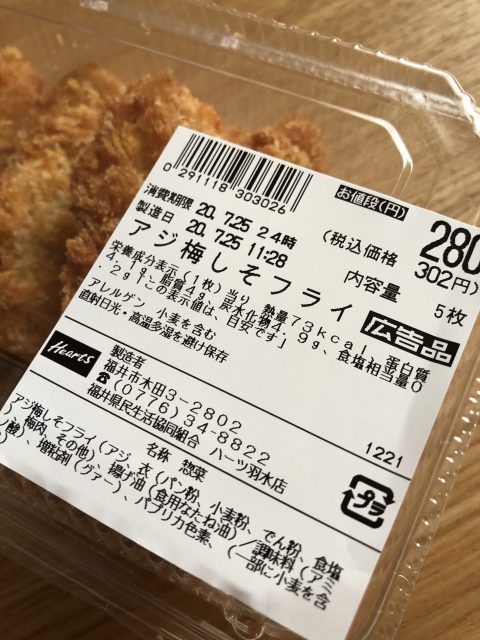 0291118303026
お値段(円)
280
消費期限 20.7.25 24時
(税込価格 302円)
製造日 20.7.25 11:28
内容量 5枚
アジ梅しそフライ
広告品
栄養成分表示(1枚)当り 熱量73kcal、蛋白質
4.1g、脂質4g、炭水化物4.9g、食塩相当量0
.2g「この表示値は、目安です」
アレルゲン 小麦を含む
直射日光・高温多湿を避け保存
Hearts
製造者
福井市木田3-2802
☎(0776)34-8822
福井県民生活協同組合 ハーツ羽水店
1221
名称 惣菜
アジ梅しそフライ(アジ、衣(パン粉、小麦粉、でん粉、食塩
)、梅肉、その他)、揚げ油(食用なたね油)、調味料(アミ
ノ酸)、増粘剤(グァー)、パプリカ色素、(一部に小麦を含
プラ